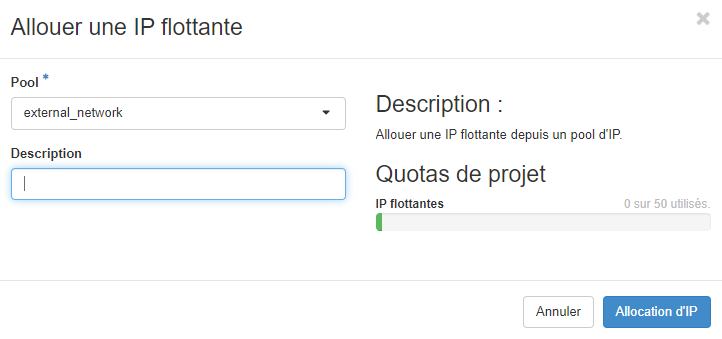 Allouer une IP flottante
×
Pool *
external_network
Description
Description :
Allouer une IP flottante depuis un pool d'IP.
Quotas de projet
IP flottantes
0 sur 50 utilisés.
Annuler
Allocation d'IP